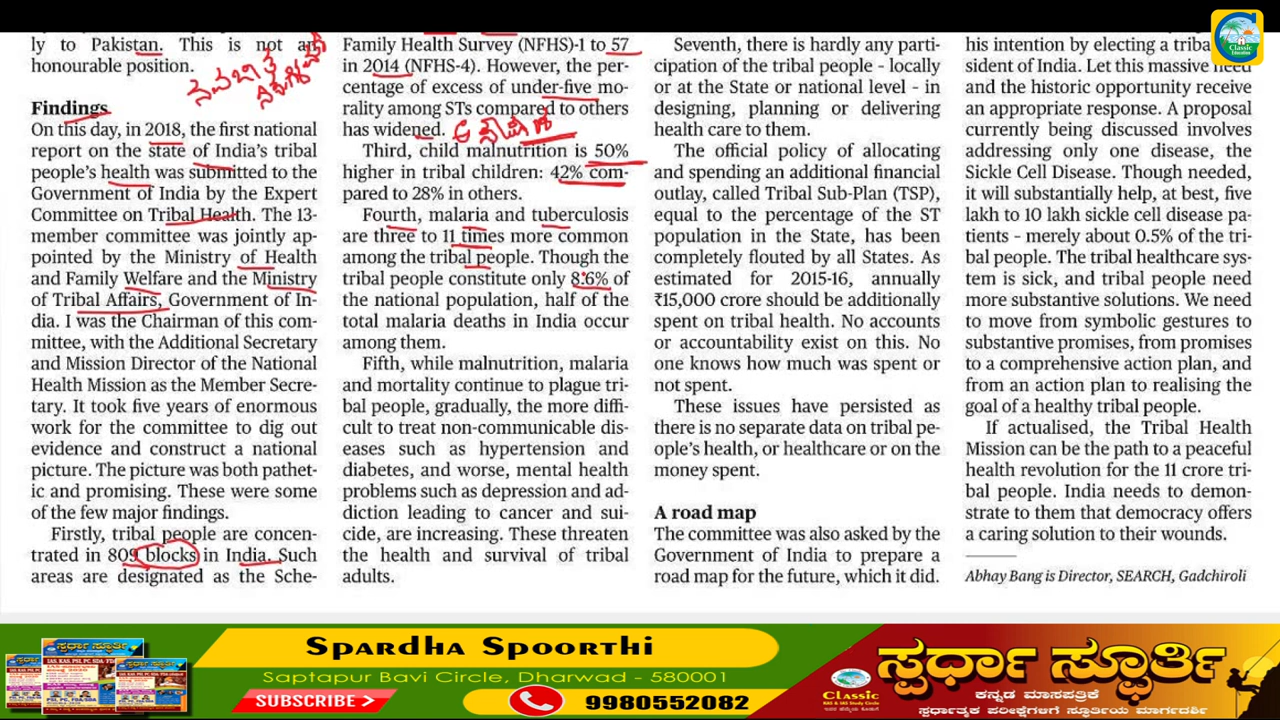 ly to Pakistan. This is not an
honourable position.
Findings
On this day, in 2018, the first national
report on the state of India's tribal
people's health was submitted to the
Government of India by the Expert
Committee on Tribal Health. The 13-
member committee was jointly ap-
pointed by the Ministry of Health
and Family Welfare and the Ministry
of Tribal Affairs, Government of In-
dia. I was the Chairman of this com-
mittee, with the Additional Secretary
and Mission Director of the National
Health Mission as the Member Secre-
tary. It took five years of enormous
work for the committee to dig out
evidence and construct a national
picture. The picture was both pathet-
ic and promising. These were some
of the few major findings.
Firstly, tribal people are concen-
trated in 809 blocks in India. Such
areas are designated as the Sche-
Family Health Survey (NFHS)-1 to 57
in 2014 (NFHS-4). However, the per-
centage of excess of under-five mo-
rality among STs compared to others
has widened.
Third, child malnutrition is 50%
higher in tribal children: 42% com-
pared to 28% in others.
Fourth, malaria and tuberculosis
are three to 11 times more common
among the tribal people. Though the
tribal people constitute only 8.6% of
the national population, half of the
total malaria deaths in India occur
among them.
Fifth, while malnutrition, malaria
and mortality continue to plague tri-
bal people, gradually, the more diffi-
cult to treat non-communicable dis-
eases such as hypertension and
diabetes, and worse, mental health
problems such as depression and ad-
diction leading to cancer and sui-
cide, are increasing. These threaten
the health and survival of tribal
adults.
Seventh, there is hardly any parti-
cipation of the tribal people - locally
or at the State or national level - in
designing, planning or delivering
health care to them.
The official policy of allocating
and spending an additional financial
outlay, called Tribal Sub-Plan (TSP),
equal to the percentage of the ST
population in the State, has been
completely flouted by all States. As
estimated for 2015-16, annually
₹15,000 crore should be additionally
spent on tribal health. No accounts
or accountability exist on this. No
one knows how much was spent or
not spent.
These issues have persisted as
there is no separate data on tribal pe-
ople's health, or healthcare or on the
money spent.
A road map
The committee was also asked by the
Government of India to prepare a
road map for the future, which it did.
his intention by electing a tribal
sident of India. Let this massive need
and the historic opportunity receive
an appropriate response. A proposal
currently being discussed involves
addressing only one disease, the
Sickle Cell Disease. Though needed,
it will substantially help, at best, five
lakh to 10 lakh sickle cell disease pa-
tients - merely about 0.5% of the tri-
bal people. The tribal healthcare sys-
tem is sick, and tribal people need
more substantive solutions. We need
to move from symbolic gestures to
substantive promises, from promises
to a comprehensive action plan, and
from an action plan to realising the
goal of a healthy tribal people.
If actualised, the Tribal Health
Mission can be the path to a peaceful
health revolution for the 11 crore tri-
bal people. India needs to demon-
strate to them that democracy offers
a caring solution to their wounds.
Abhay Bang is Director, SEARCH, Gadchiroli
Classic
Education
Spardha Spoorthi
Saptapur Bavi Circle, Dharwad - 580001
SUBSCRIBE
9980552082
Classic
ಸ್ಪರ್ಧಾ ಸ್ಫೂರ್ತಿ
ಕನ್ನಡ ಮಾಸಪತ್ರಿಕೆ
ಸ್ಪರ್ಧಾತ್ಮಕ ಪರೀಕ್ಷೆಗಳಿಗೆ ಸ್ಫೂರ್ತಿಯ ಮಾರ್ಗದರ್ಶಿ